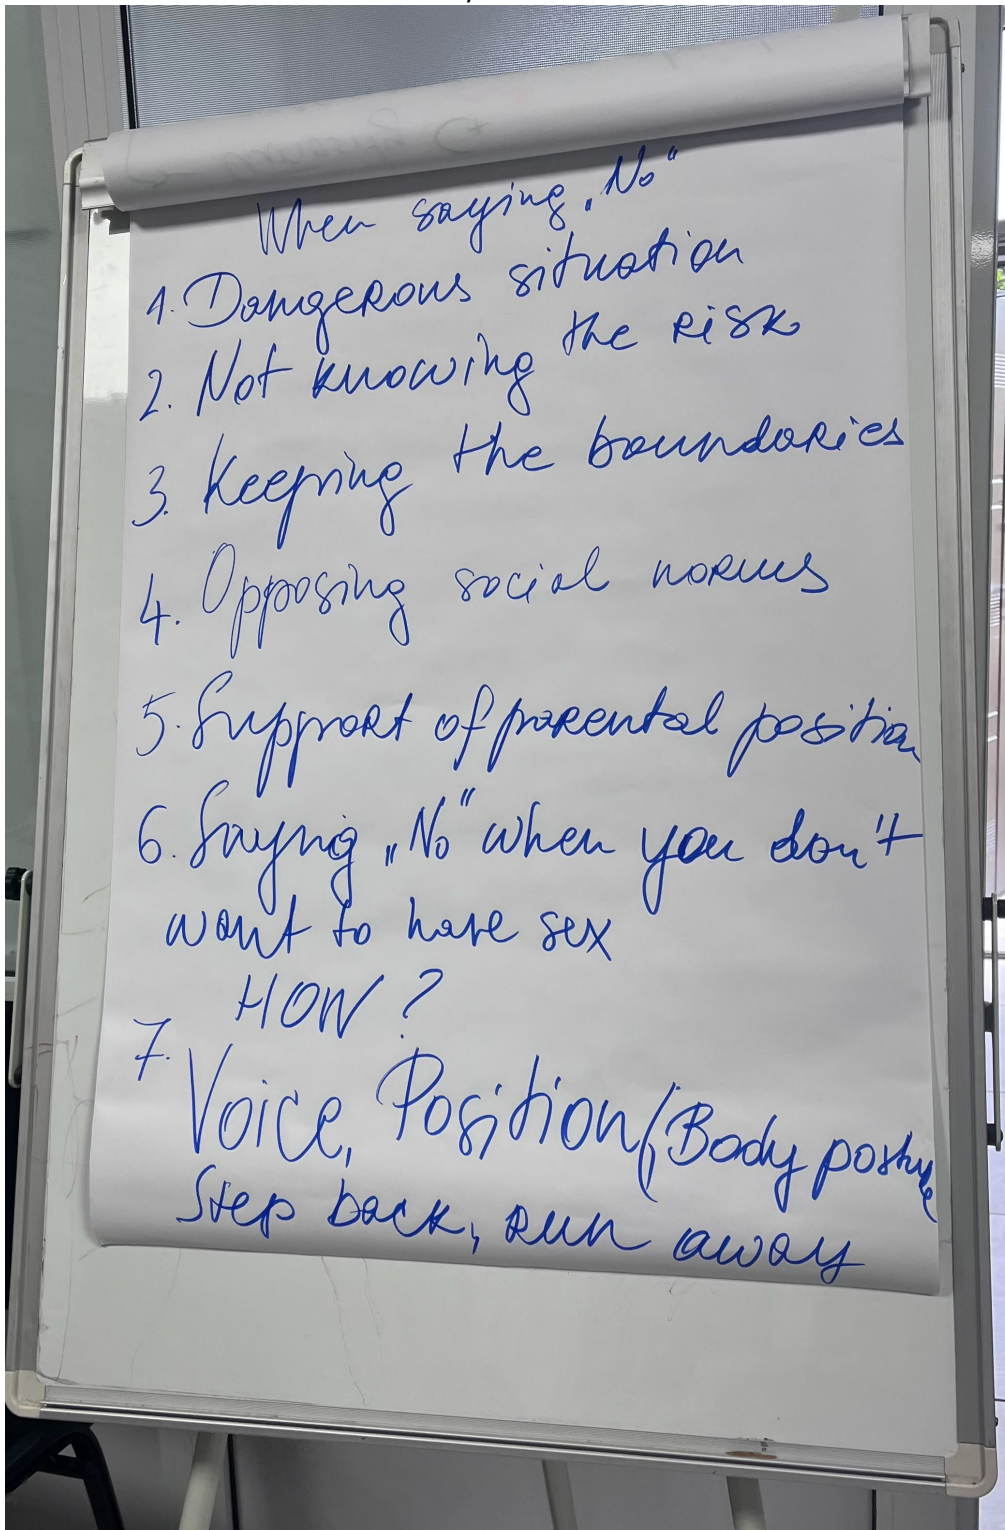 When saying „No“
1. Dangerous situation
2. Not knowing the risk
3. Keeping the boundaries
4. Opposing social norms
5. Support of parental position
6. Saynig „No“ when you don't
want to have sex
HOW?
7.
Voice, Position/Body posture
Step back, run away